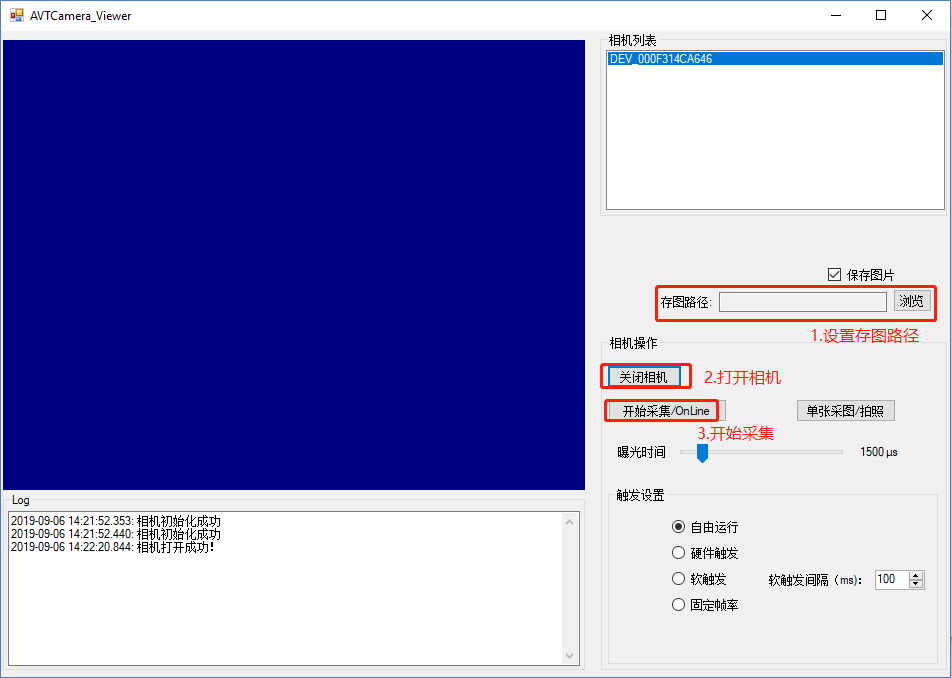 AVTCamera_Viewer
相机列表
DEV_000F314CA646
保存图片
存图路径: 浏览
1.设置存图路径
相机操作
关闭相机 2.打开相机
开始采集/OnLine 单张采图/拍照
3.开始采集
曝光时间 1500 µs
触发设置
自由运行
硬件触发
软触发 软触发间隔（ms）: 100
固定帧率
Log
2019-09-06 14:21:52.353: 相机初始化成功
2019-09-06 14:21:52.440: 相机初始化成功
2019-09-06 14:22:20.844: 相机打开成功!